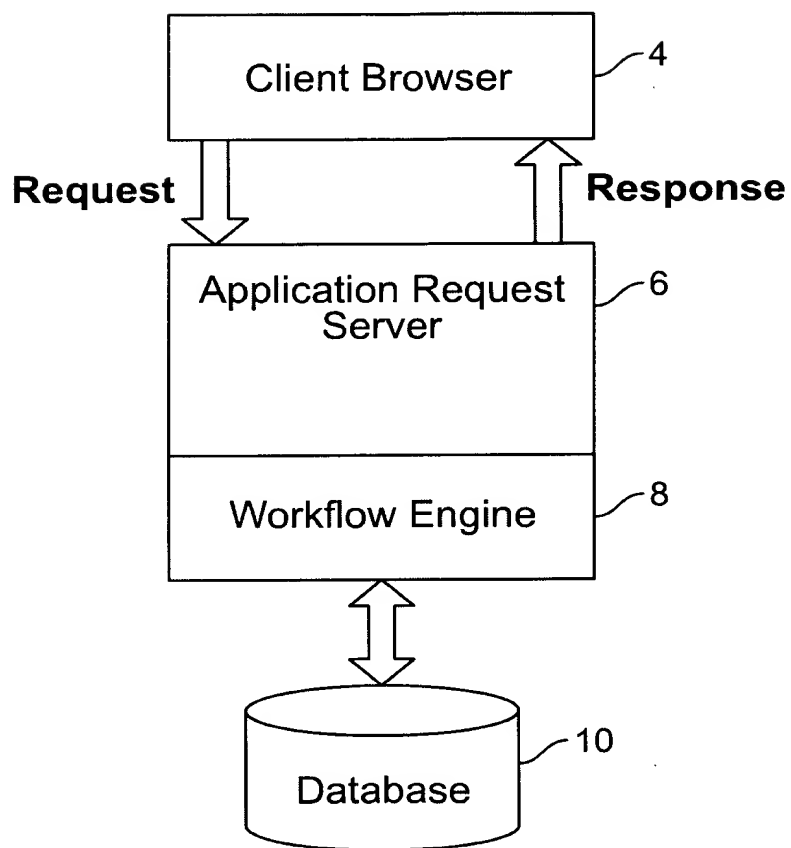 Client Browser
4
Request
Response
Application Request
Server
6
Workflow Engine
8
Database
10